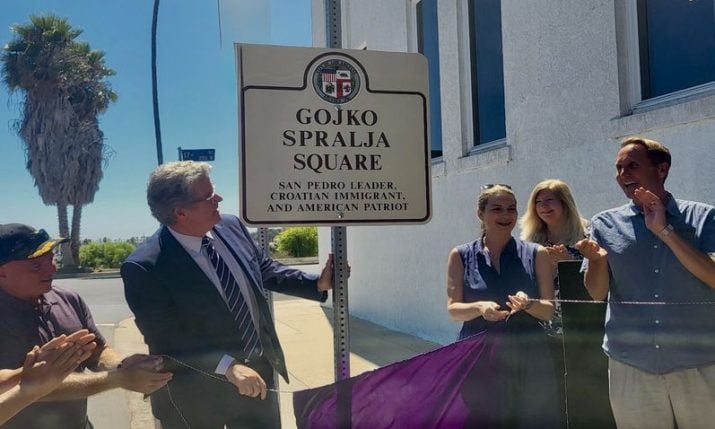 GOJKO
SPRALJA
SQUARE
SAN PEDRO LEADER,
CROATIAN IMMIGRANT,
AND AMERICAN PATRIOT